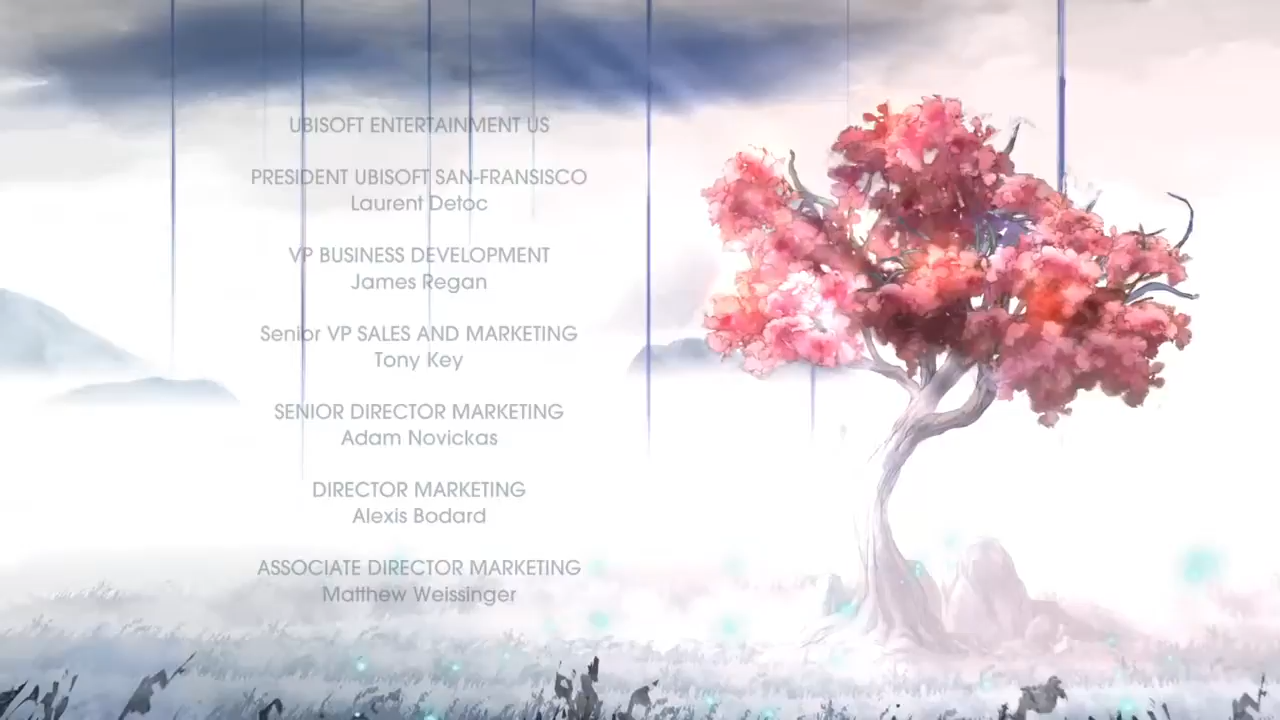 UBISOFT ENTERTAINMENT US
PRESIDENT UBISOFT SAN-FRANSISCO
Laurent Detoc
VP BUSINESS DEVELOPMENT
James Regan
Senior VP SALES AND MARKETING
Tony Key
SENIOR DIRECTOR MARKETING
Adam Novickas
DIRECTOR MARKETING
Alexis Bodard
ASSOCIATE DIRECTOR MARKETING
Matthew Weissinger